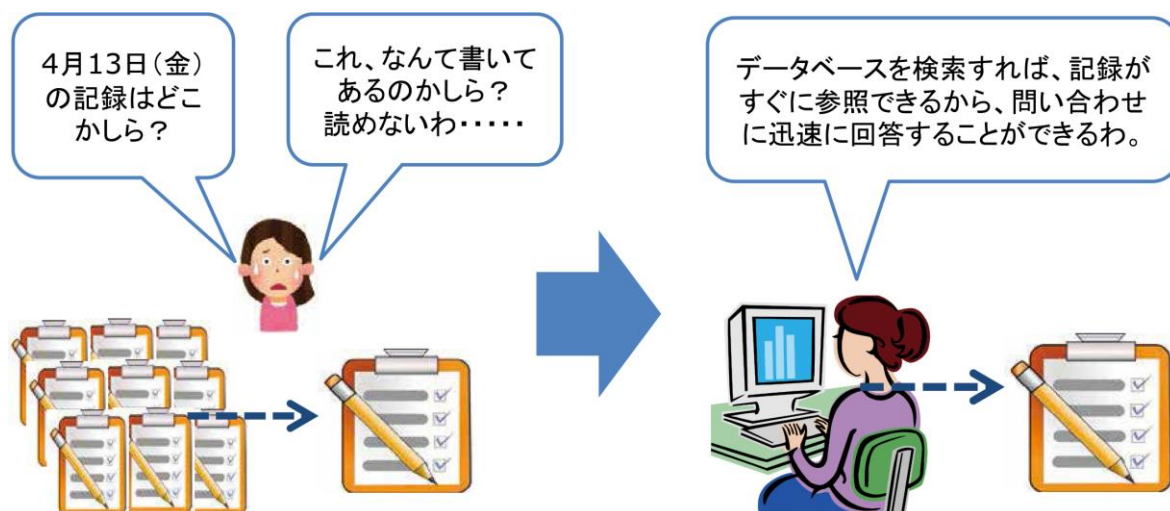 4月13日(金)
の記録はどこ
かしら?
これ、なんて書いて
あるのかしら?
読めないわ・・・・・
データベースを検索すれば、記録が
すぐに参照できるから、問い合わせ
に迅速に回答することができるわ。